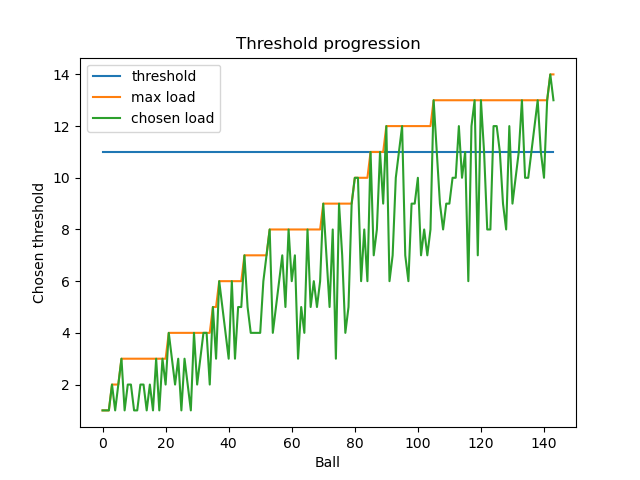 Threshold progression
threshold
max load
chosen load
14
12
10
8
6
4
2
Chosen threshold
0 20 40 60 80 100 120 140
Ball